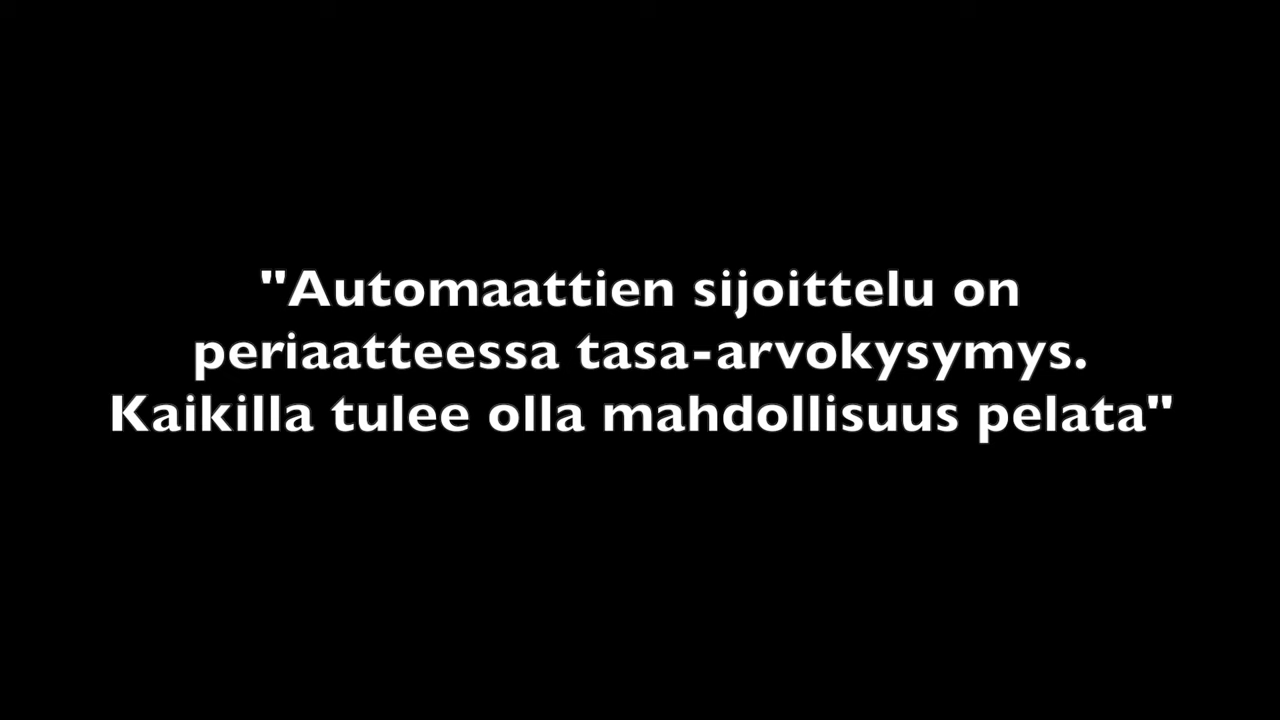 "Automaattien sijoittelu on
periaatteessa tasa-arvokysymys.
Kaikilla tulee olla mahdollisuus pelata"